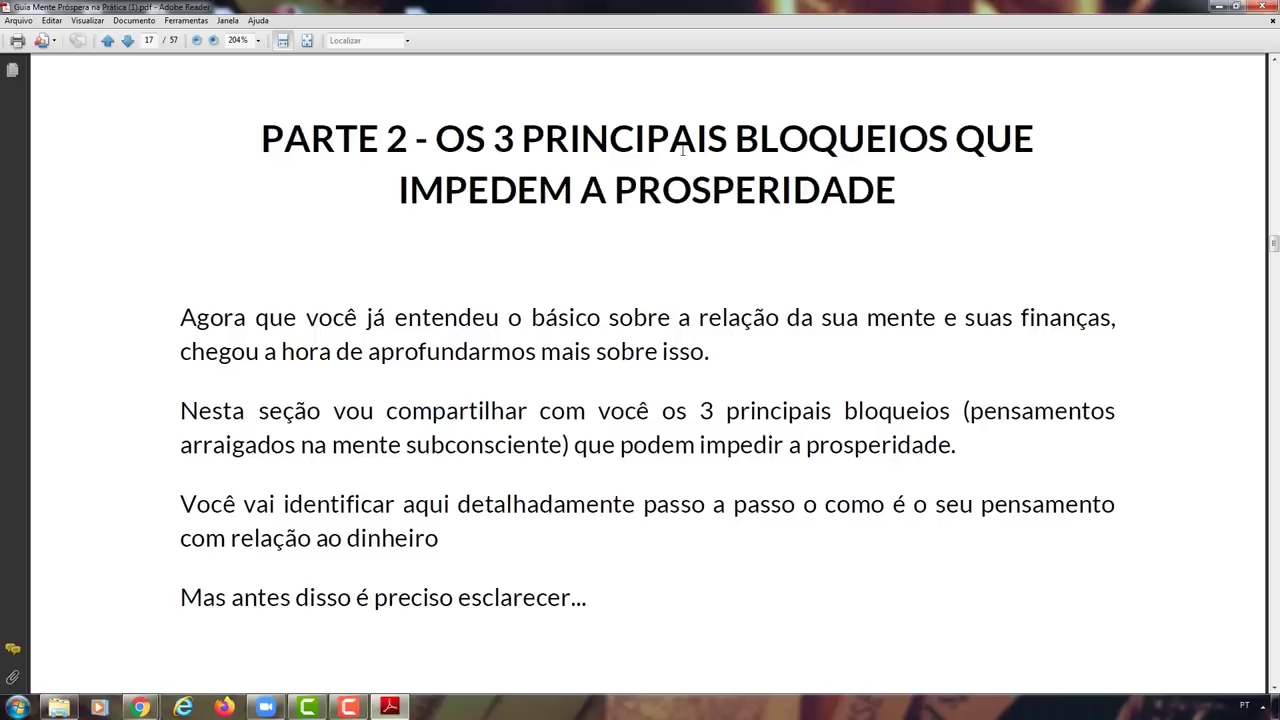 Guia Mente Próspera na Prática (1).pdf - Adobe Reader
Arquivo Editar Visualizar Documento Ferramentas Janela Ajuda
17 / 57 204% Localizar
PARTE 2 - OS 3 PRINCIPAIS BLOQUEIOS QUE
IMPEDEM A PROSPERIDADE
Agora que você já entendeu o básico sobre a relação da sua mente e suas finanças,
chegou a hora de aprofundarmos mais sobre isso.
Nesta seção vou compartilhar com você os 3 principais bloqueios (pensamentos
arraigados na mente subconsciente) que podem impedir a prosperidade.
Você vai identificar aqui detalhadamente passo a passo o como é o seu pensamento
com relação ao dinheiro
Mas antes disso é preciso esclarecer...
PT